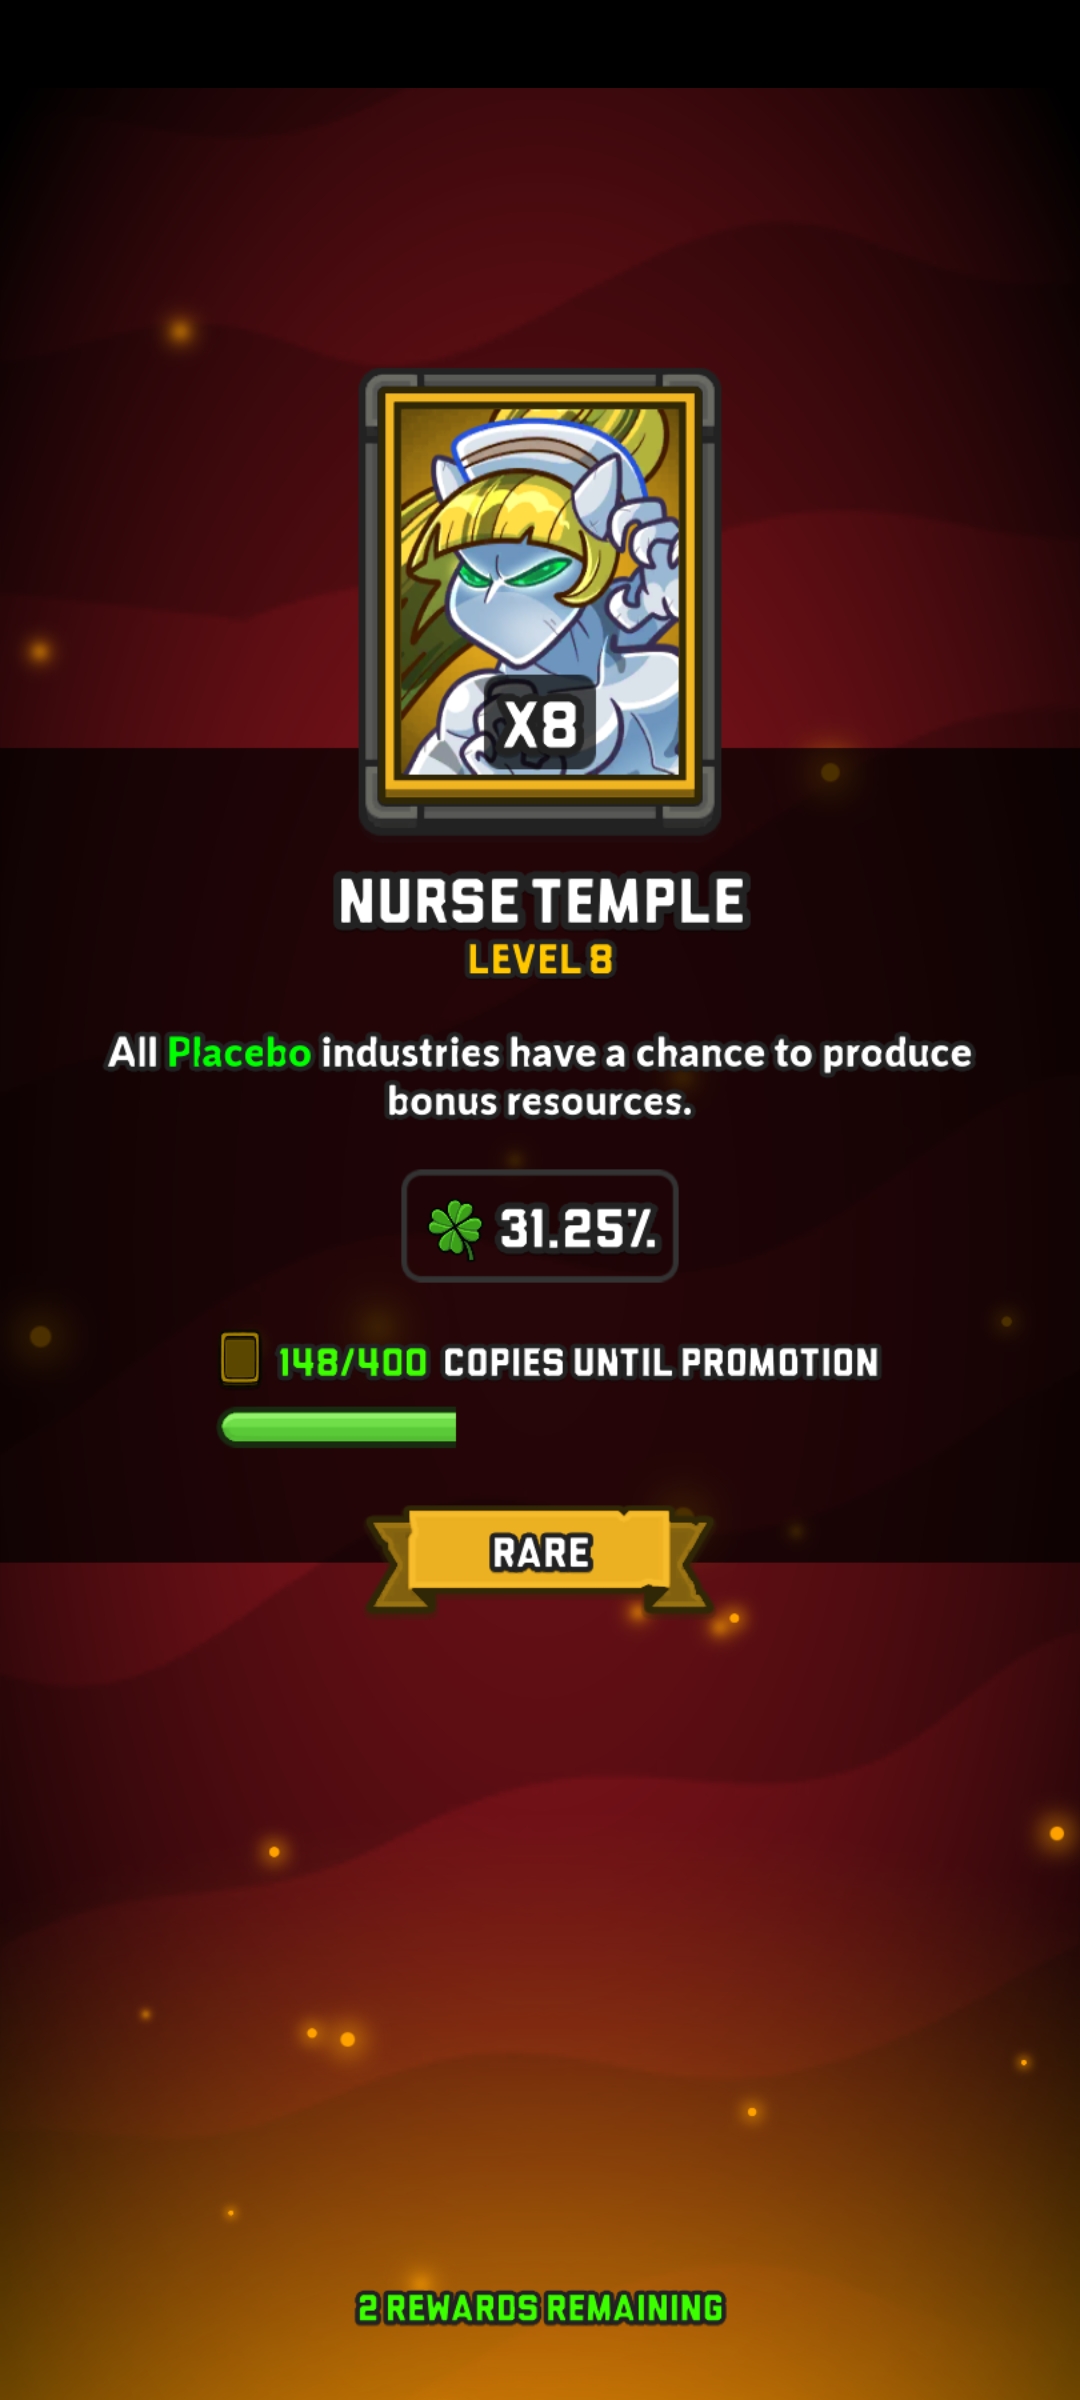 X8
NURSE TEMPLE
LEVEL 8
All Placebo industries have a chance to produce
bonus resources.
31.25%
148/400 COPIES UNTIL PROMOTION
RARE
2 REWARDS REMAINING